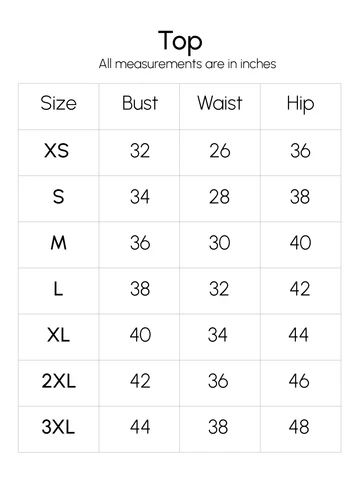 Top
All measurements are in inches
Size Bust Waist Hip
XS 32 26 36
S 34 28 38
M 36 30 40
L 38 32 42
XL 40 34 44
2XL 42 36 46
3XL 44 38 48